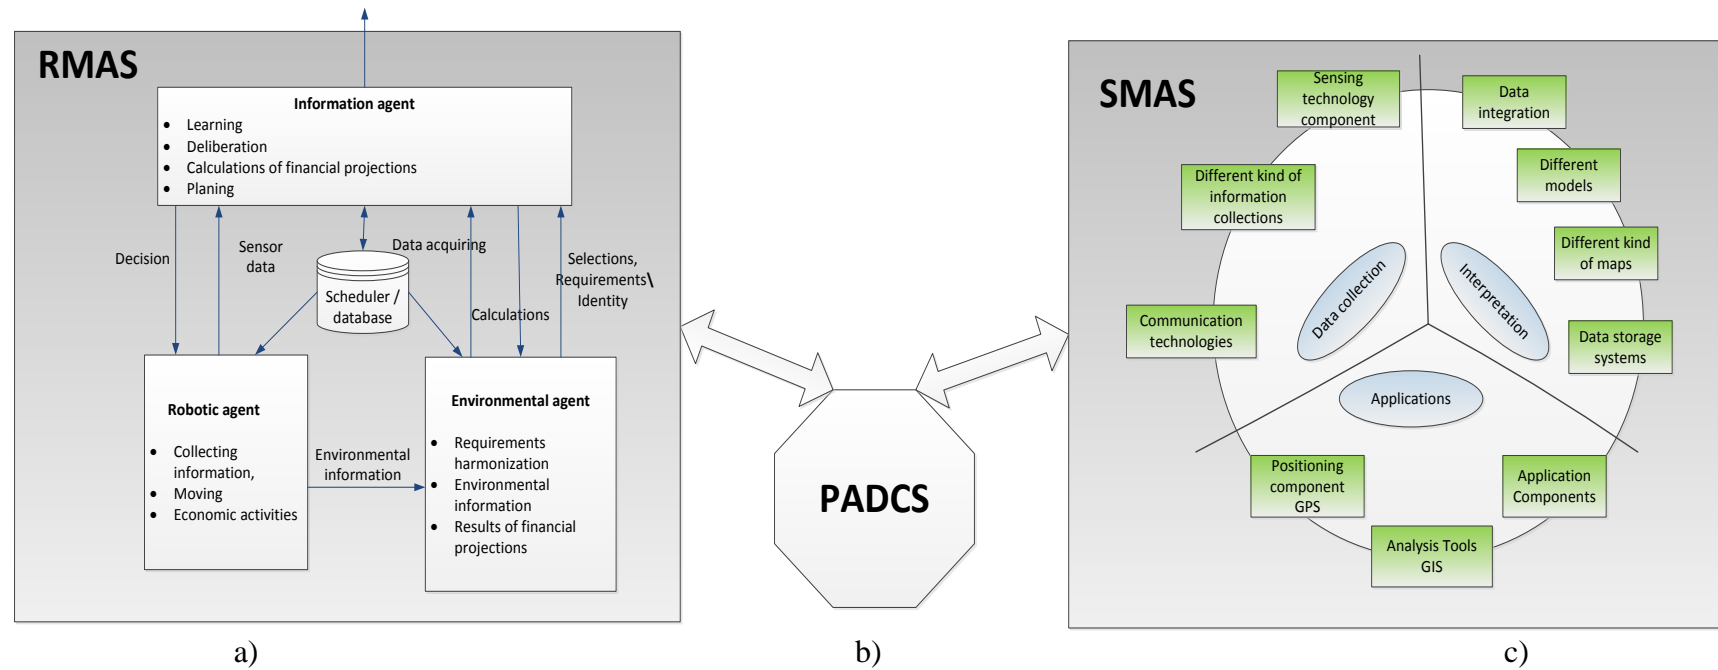 RMAS
Information agent
• Learning
• Deliberation
• Calculations of financial projections
• Planing
Decision
Sensor
data
Data acquiring
Scheduler /
database
Calculations
Selections,
Requirements\
Identity
Robotic agent
• Collecting
information,
• Moving
• Economic activities
Environmental
information
Environmental agent
• Requirements
harmonization
• Environmental
information
• Results of financial
projections
a)
PADCS
b)
SMAS
Sensing
technology
component
Data
integration
Different kind of
information
collections
Different
models
Different kind
of maps
Communication
technologies
Data storage
systems
Data collection
Interpretation
Applications
Positioning
component
GPS
Application
Components
Analysis Tools
GIS
c)